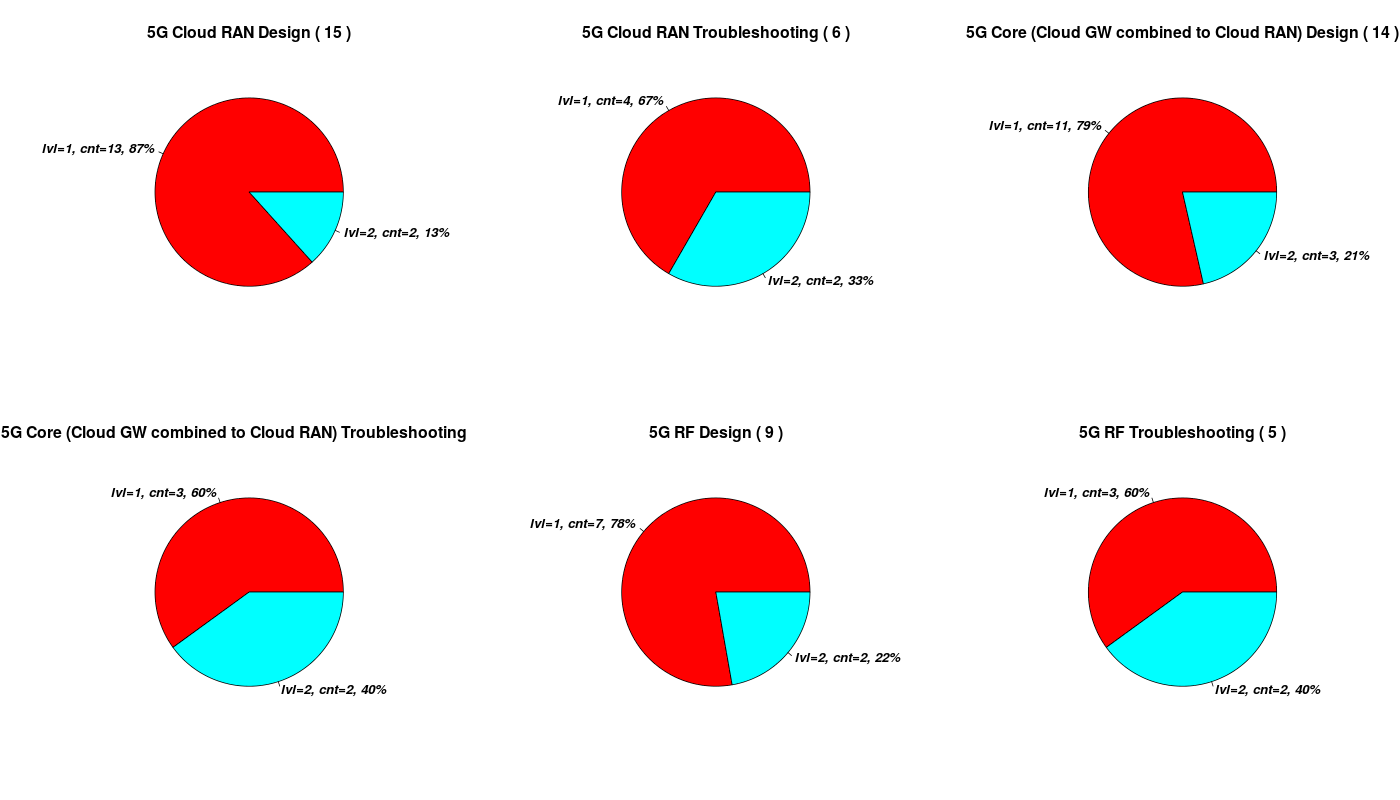 5G Cloud RAN Design ( 15 )
lvl=1, cnt=13, 87%
lvl=2, cnt=2, 13%
5G Cloud RAN Troubleshooting ( 6 )
lvl=1, cnt=4, 67%
lvl=2, cnt=2, 33%
5G Core (Cloud GW combined to Cloud RAN) Design ( 14 )
lvl=1, cnt=11, 79%
lvl=2, cnt=3, 21%
5G Core (Cloud GW combined to Cloud RAN) Troubleshooting
lvl=1, cnt=3, 60%
lvl=2, cnt=2, 40%
5G RF Design ( 9 )
lvl=1, cnt=7, 78%
lvl=2, cnt=2, 22%
5G RF Troubleshooting ( 5 )
lvl=1, cnt=3, 60%
lvl=2, cnt=2, 40%